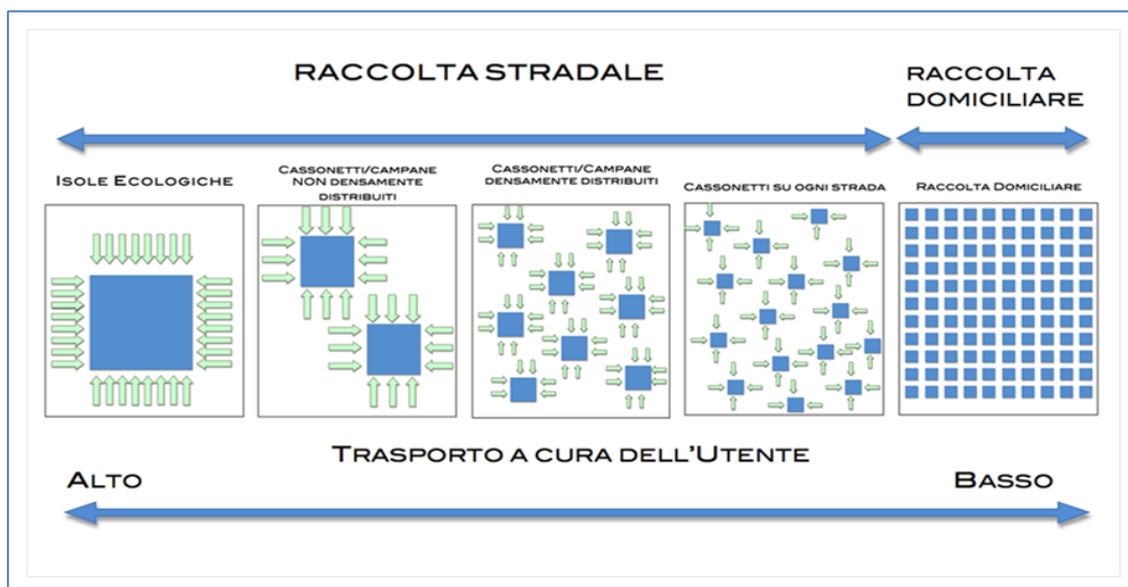 RACCOLTA STRADALE
RACCOLTA
DOMICILIARE
ISOLE ECOLOGICHE
CASSONETTI/CAMPANE
NON DENSAMENTE
DISTRIBUITI
CASSONETTI/CAMPANE
DENSAMENTE DISTRIBUITI
CASSONETTI SU OGNI STRADA
RACCOLTA DOMICILIARE
TRASPORTO A CURA DELL'UTENTE
ALTO
BASSO